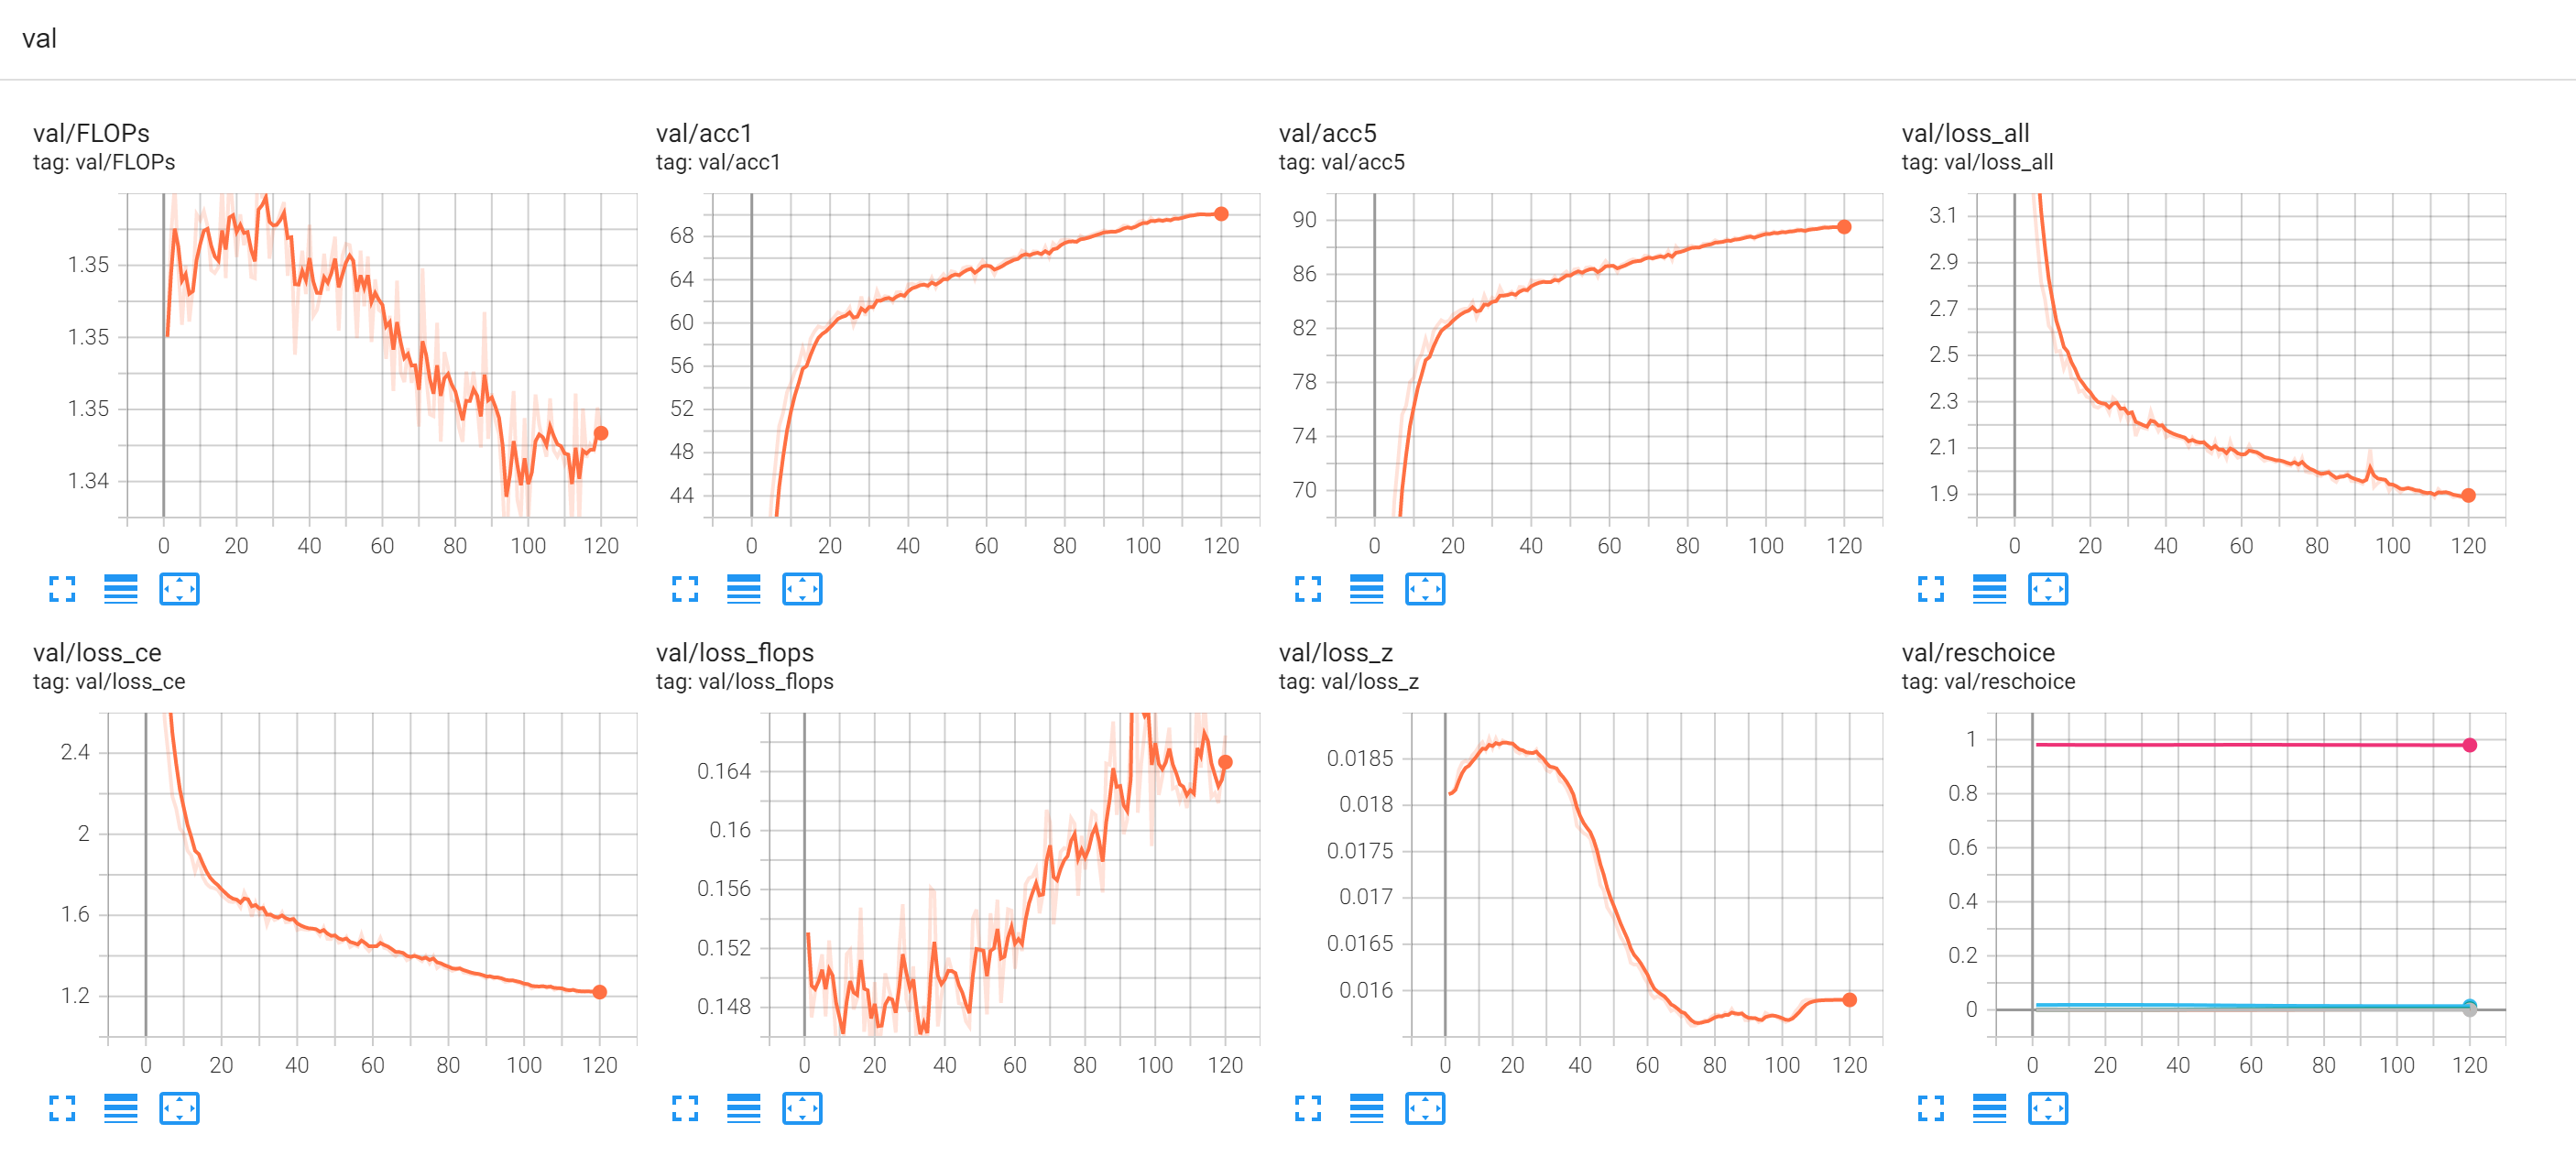 val
val/FLOPs
tag: val/FLOPs
1.35
1.35
1.35
1.34
0 20 40 60 80 100 120
val/acc1
tag: val/acc1
68
64
60
56
52
48
44
0 20 40 60 80 100 120
val/acc5
tag: val/acc5
90
86
82
78
74
70
0 20 40 60 80 100 120
val/loss_all
tag: val/loss_all
3.1
2.9
2.7
2.5
2.3
2.1
1.9
0 20 40 60 80 100 120
val/loss_ce
tag: val/loss_ce
2.4
2
1.6
1.2
0 20 40 60 80 100 120
val/loss_flops
tag: val/loss_flops
0.164
0.16
0.156
0.152
0.148
0 20 40 60 80 100 120
val/loss_z
tag: val/loss_z
0.0185
0.018
0.0175
0.017
0.0165
0.016
0 20 40 60 80 100 120
val/reschoice
tag: val/reschoice
1
0.8
0.6
0.4
0.2
0
0 20 40 60 80 100 120